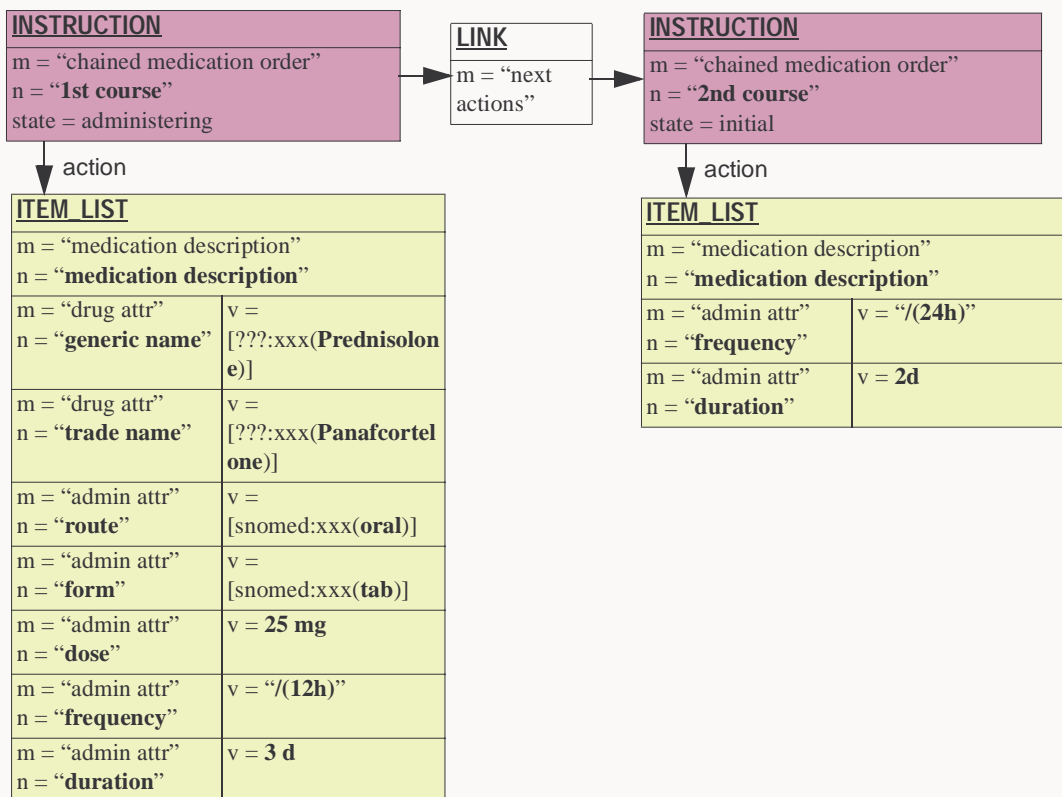 INSTRUCTION
m = “chained medication order”
n = “1st course”
state = administering
LINK
m = “next
actions”
INSTRUCTION
m = “chained medication order”
n = “2nd course”
state = initial
action
ITEM_LIST
m = “medication description”
n = “medication description”
m = “drug attr”
n = “generic name”
v =
[???:xxx(Prednisolon
e)]
m = “drug attr”
n = “trade name”
v =
[???:xxx(Panafcortel
one)]
m = “admin attr”
n = “route”
v =
[snomed:xxx(oral)]
m = “admin attr”
n = “form”
v =
[snomed:xxx(tab)]
m = “admin attr”
n = “dose”
v = 25 mg
m = “admin attr”
n = “frequency”
v = “/(12h)”
m = “admin attr”
n = “duration”
v = 3 d
action
ITEM_LIST
m = “medication description”
n = “medication description”
m = “admin attr”
n = “frequency”
v = “/(24h)”
m = “admin attr”
n = “duration”
v = 2d